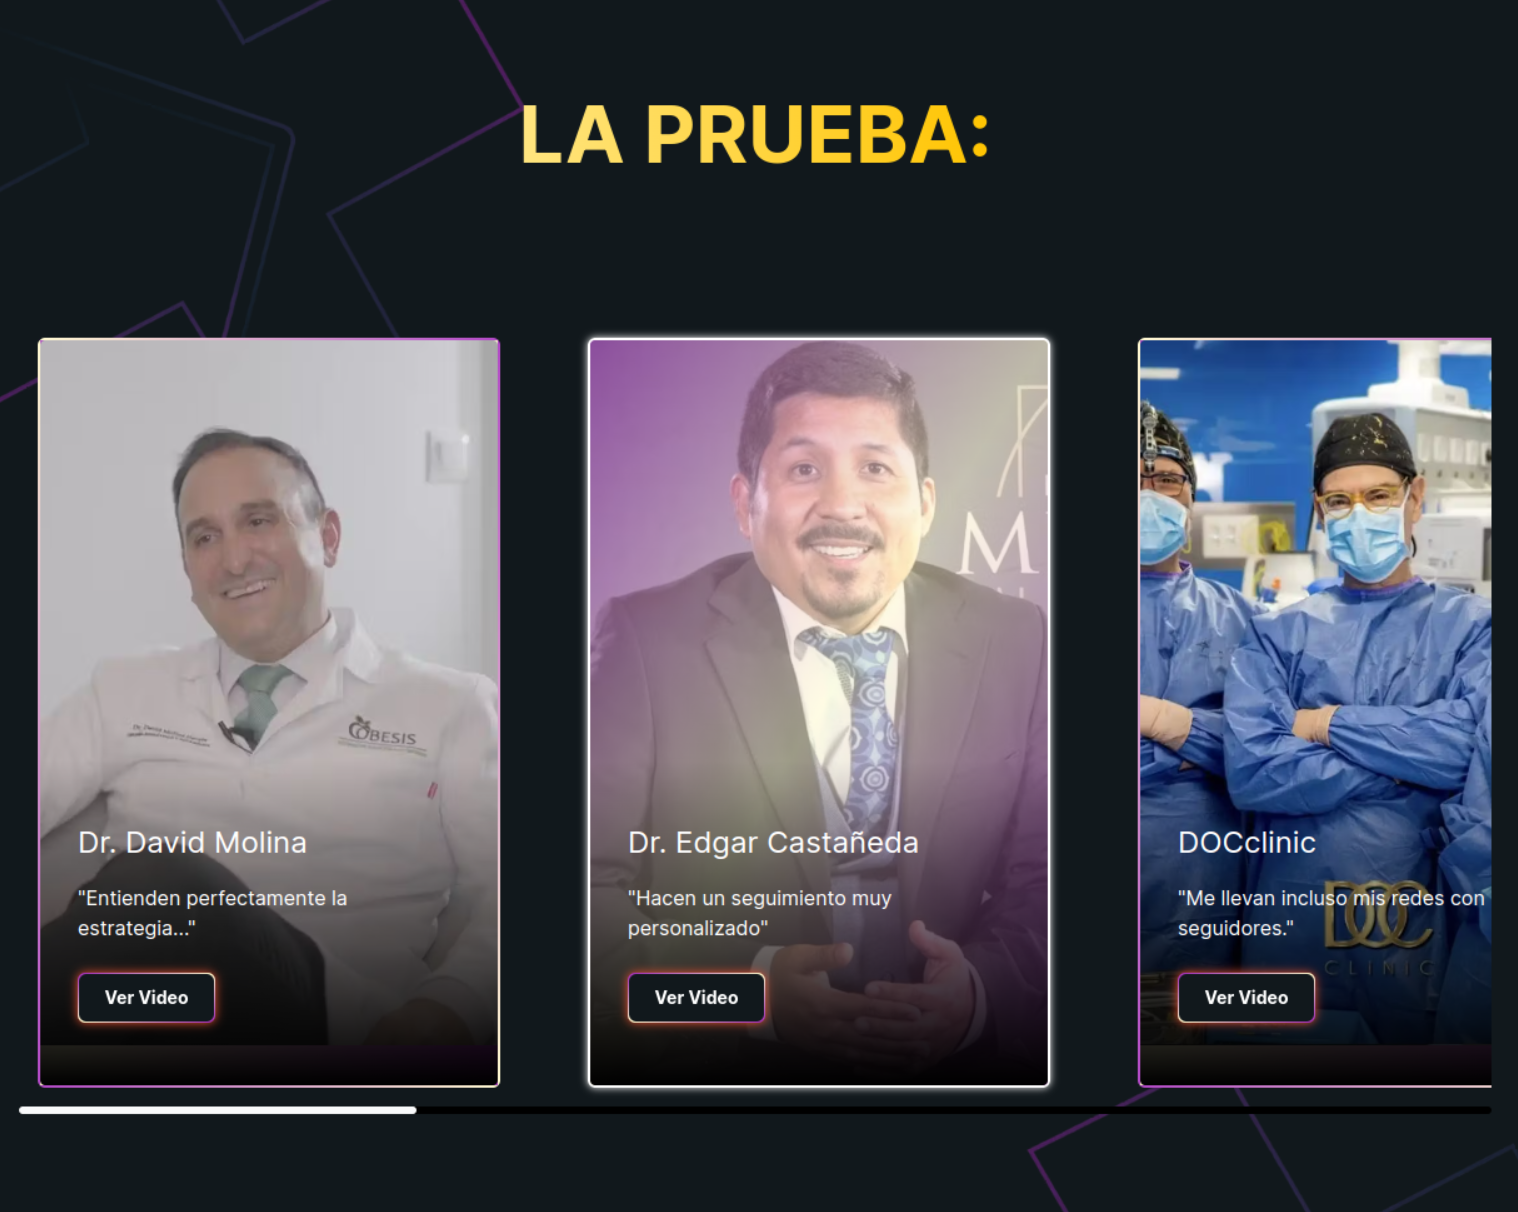 LA PRUEBA:
OBESIS
Dr. David Molina
"Entienden perfectamente la
estrategia..."
Ver Video
M
Dr. Edgar Castañeda
"Hacen un seguimiento muy
personalizado"
Ver Video
DOCclinic
"Me llevan incluso mis redes con
seguidores."
DOC
CLINIC
Ver Video